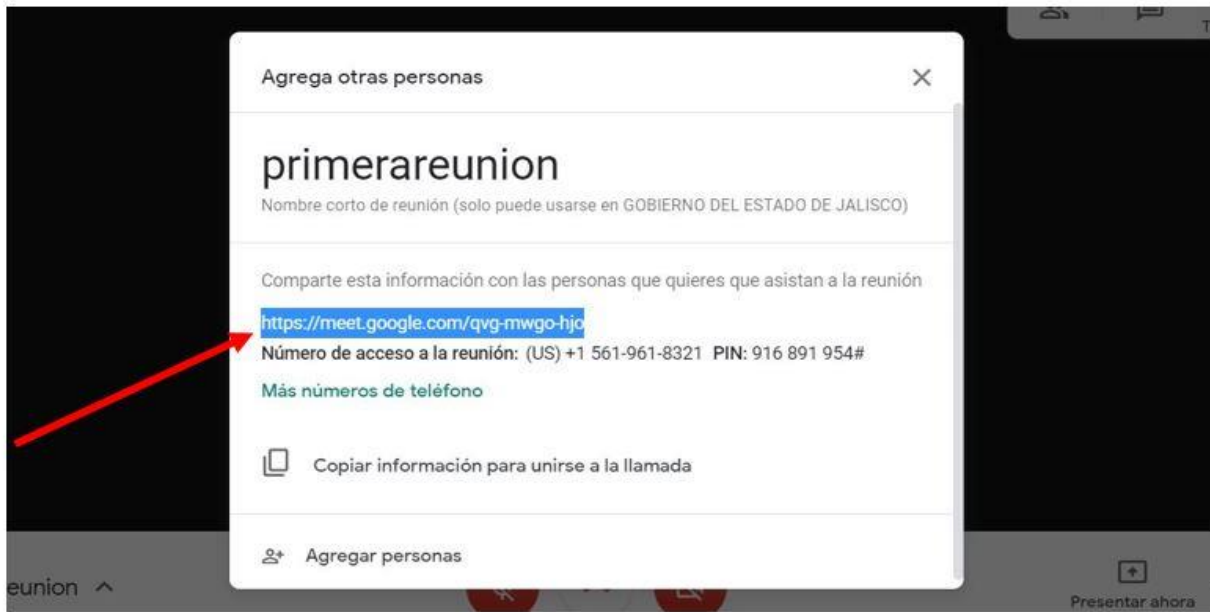 Agrega otras personas
primerareunion
Nombre corto de reunión (solo puede usarse en GOBIERNO DEL ESTADO DE JALISCO)
Comparte esta información con las personas que quieres que asistan a la reunión
https://meet.google.com/qvg-mwgo-hjo
Número de acceso a la reunión: (US) +1 561-961-8321 PIN: 916 891 954#
Más números de teléfono
Copiar información para unirse a la llamada
Agregar personas
eunion
Presentar ahora